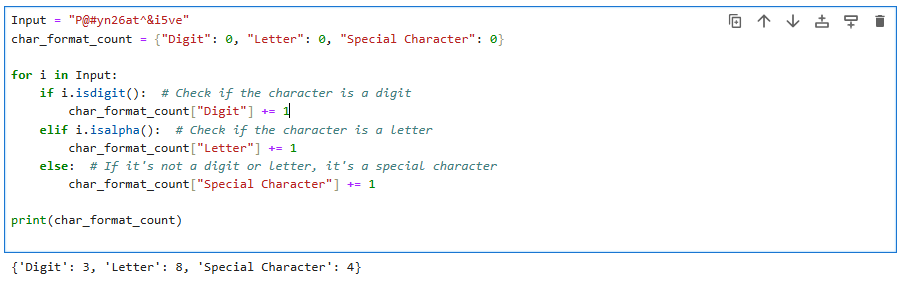 Input = "P@#yn26at^&i5ve"
char_format_count = {"Digit": 0, "Letter": 0, "Special Character": 0}
for i in Input:
    if i.isdigit():  # Check if the character is a digit
        char_format_count["Digit"] += 1
    elif i.isalpha():  # Check if the character is a letter
        char_format_count["Letter"] += 1
    else:  # If it's not a digit or letter, it's a special character
        char_format_count["Special Character"] += 1
print(char_format_count)
{'Digit': 3, 'Letter': 8, 'Special Character': 4}